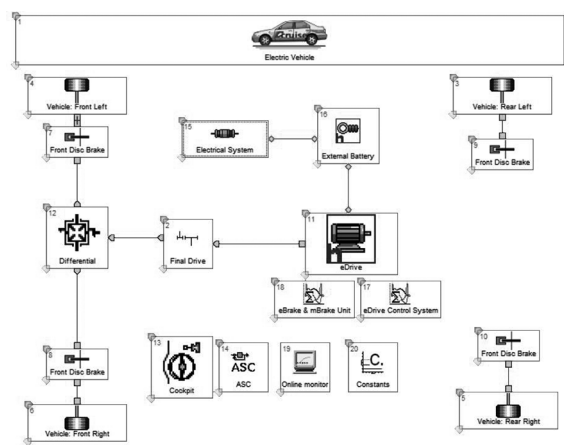 1
Cruise
Electric Vehicle
4
Vehicle: Front Left
3
Vehicle: Rear Left
7
Front Disc Brake
15
Electrical System
16
External Battery
9
Front Disc Brake
12
Differential
2
Final Drive
11
eDrive
18
eBrake & mBrake Unit
17
eDrive Control System
8
Front Disc Brake
13
Cockpit
14
ASC
ASC
19
Online monitor
20
C.
Constants
10
Front Disc Brake
6
Vehicle: Front Right
5
Vehicle: Rear Right